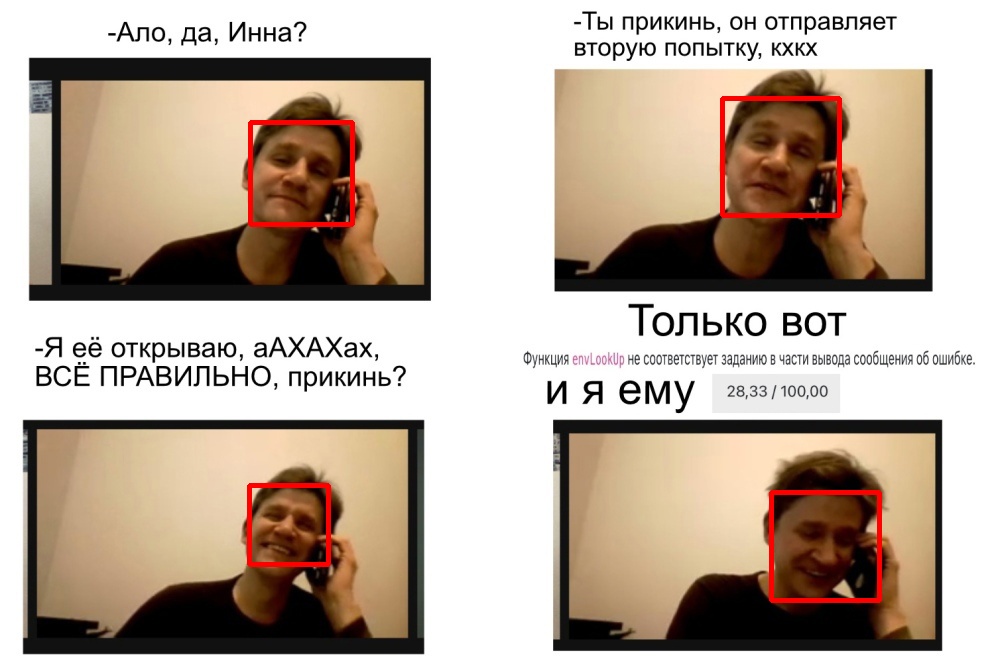 -Ало, да, Инна?
-Ты прикинь, он отправляет
вторую попытку, кхкх
-Я её открываю, аАХАХах,
ВСЁ ПРАВИЛЬНО, прикинь?
Только вот
Функция envLookUp не соответствует заданию в части вывода сообщения об ошибке.
и я ему 28,33 / 100,00